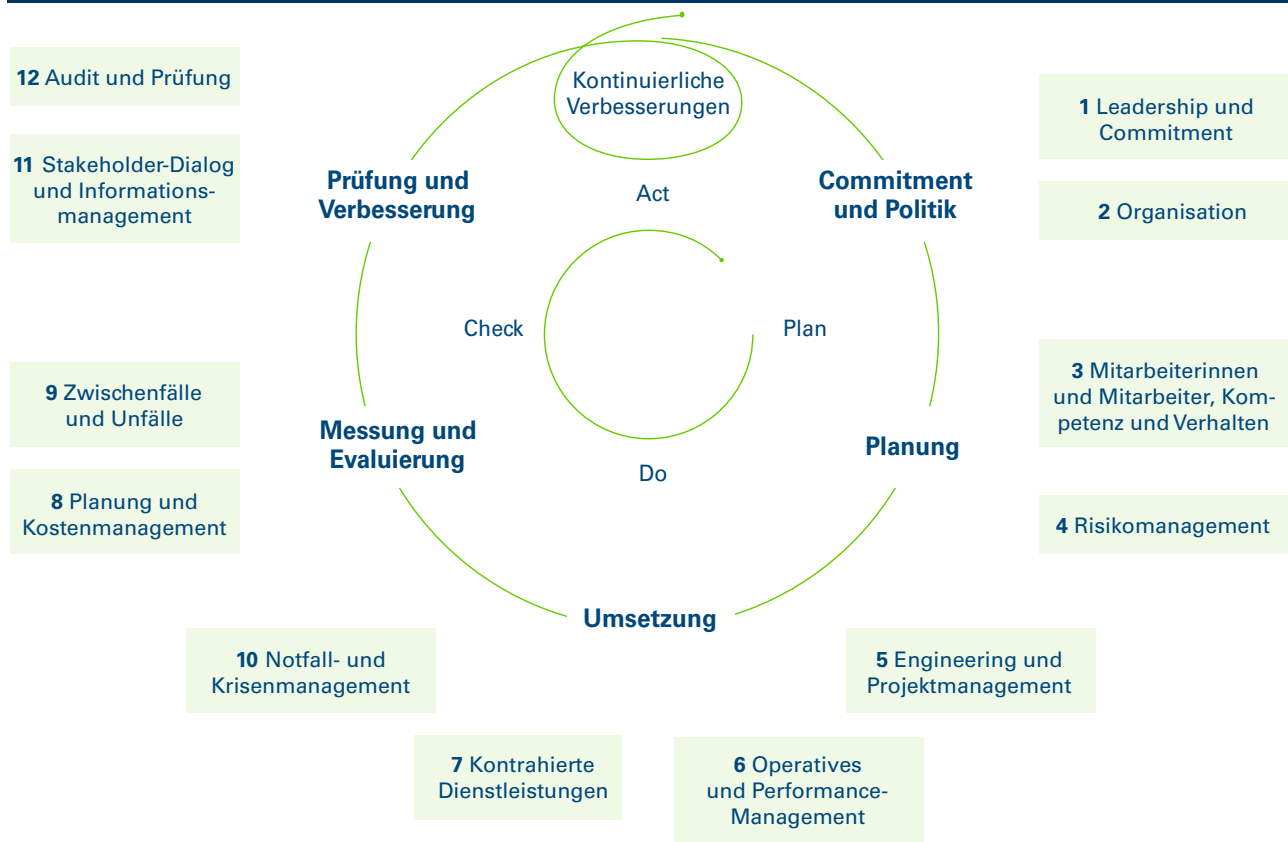 Kontinuierliche
Verbesserungen
Act
Plan
Do
Check
Commitment
und Politik
Planung
Umsetzung
Messung und
Evaluierung
Prüfung und
Verbesserung
1 Leadership und
Commitment
2 Organisation
3 Mitarbeiterinnen
und Mitarbeiter, Kom-
petenz und Verhalten
4 Risikomanagement
5 Engineering und
Projektmanagement
6 Operatives
und Performance-
Management
7 Kontrahierte
Dienstleistungen
10 Notfall- und
Krisenmanagement
8 Planung und
Kostenmanagement
9 Zwischenfälle
und Unfälle
11 Stakeholder-Dialog
und Informations-
management
12 Audit und Prüfung